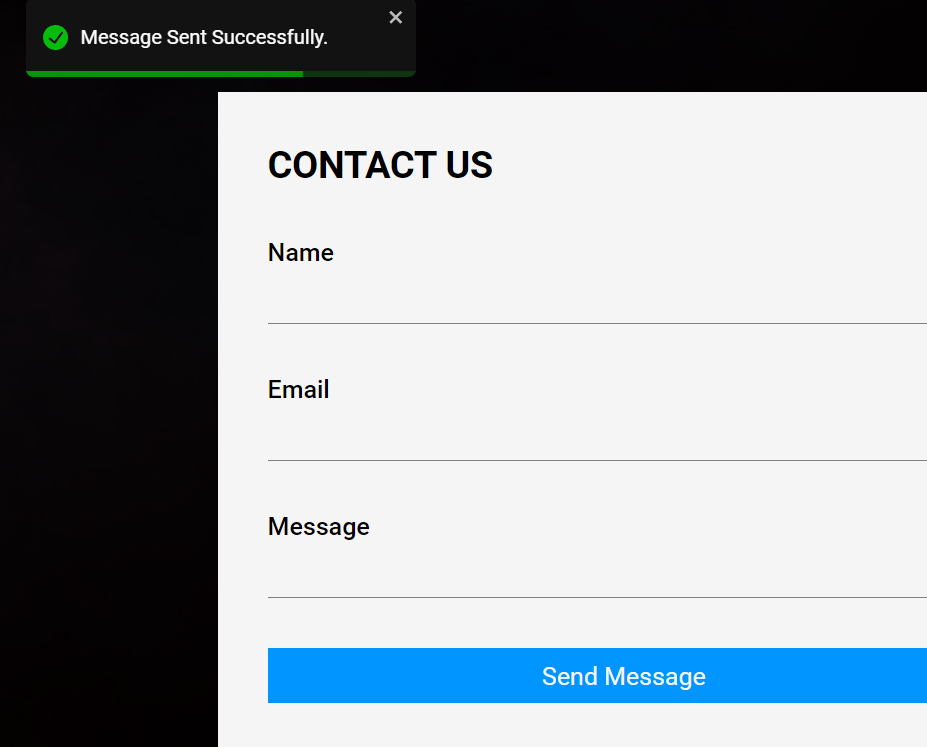 Message Sent Successfully.
CONTACT US
Name
Email
Message
Send Message